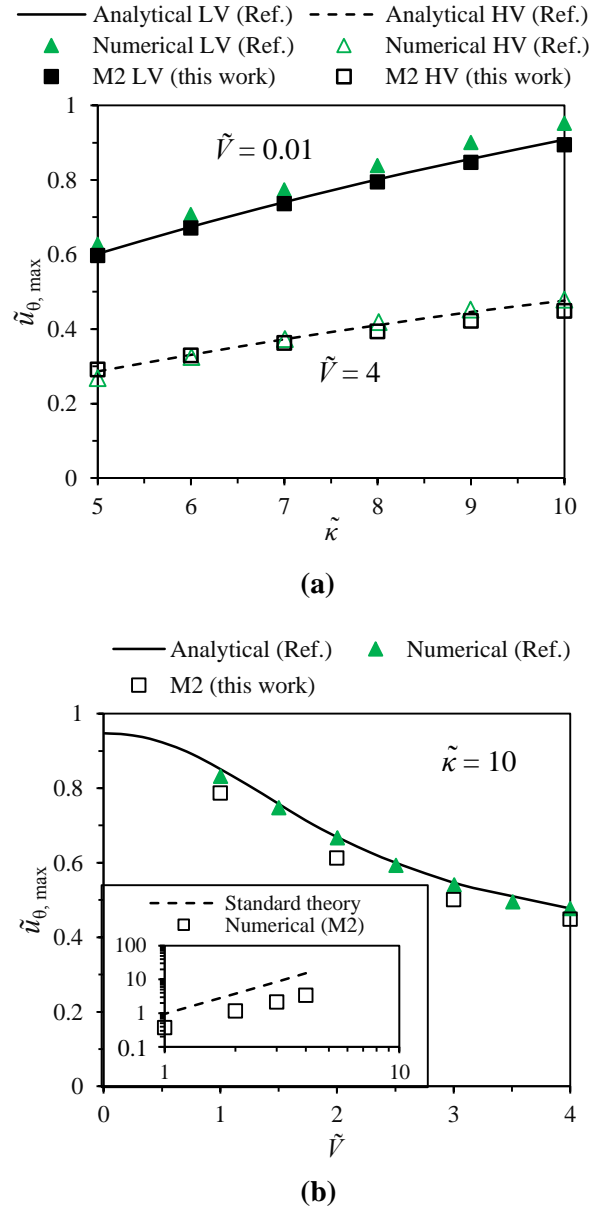 Analytical LV (Ref.) Analytical HV (Ref.)
Numerical LV (Ref.) Numerical HV (Ref.)
M2 LV (this work) M2 HV (this work)
1
0.8
0.6
0.4
0.2
0
ũθ, max
Ṽ = 0.01
Ṽ = 4
5 6 7 8 9 10
κ̃
(a)
Analytical (Ref.) Numerical (Ref.)
M2 (this work)
1
0.8
0.6
0.4
0.2
0
ũθ, max
κ̃ = 10
Standard theory
Numerical (M2)
100
10
1
0.1
1 10
0 1 2 3 4
Ṽ
(b)